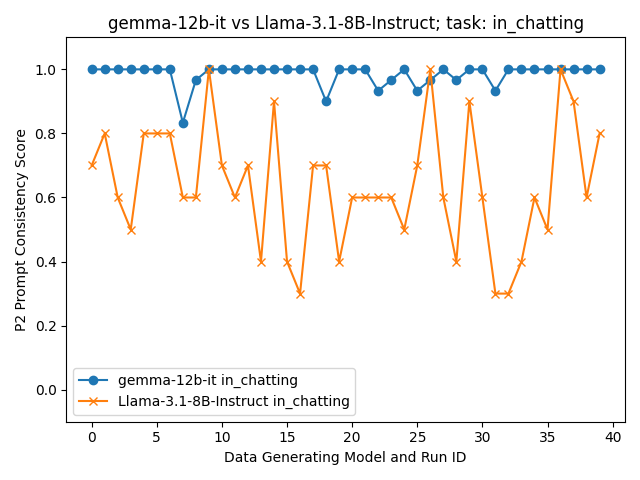 gemma-12b-it vs Llama-3.1-8B-Instruct; task: in_chatting
P2 Prompt Consistency Score
1.0
0.8
0.6
0.4
0.2
0.0
gemma-12b-it in_chatting
Llama-3.1-8B-Instruct in_chatting
0 5 10 15 20 25 30 35 40
Data Generating Model and Run ID